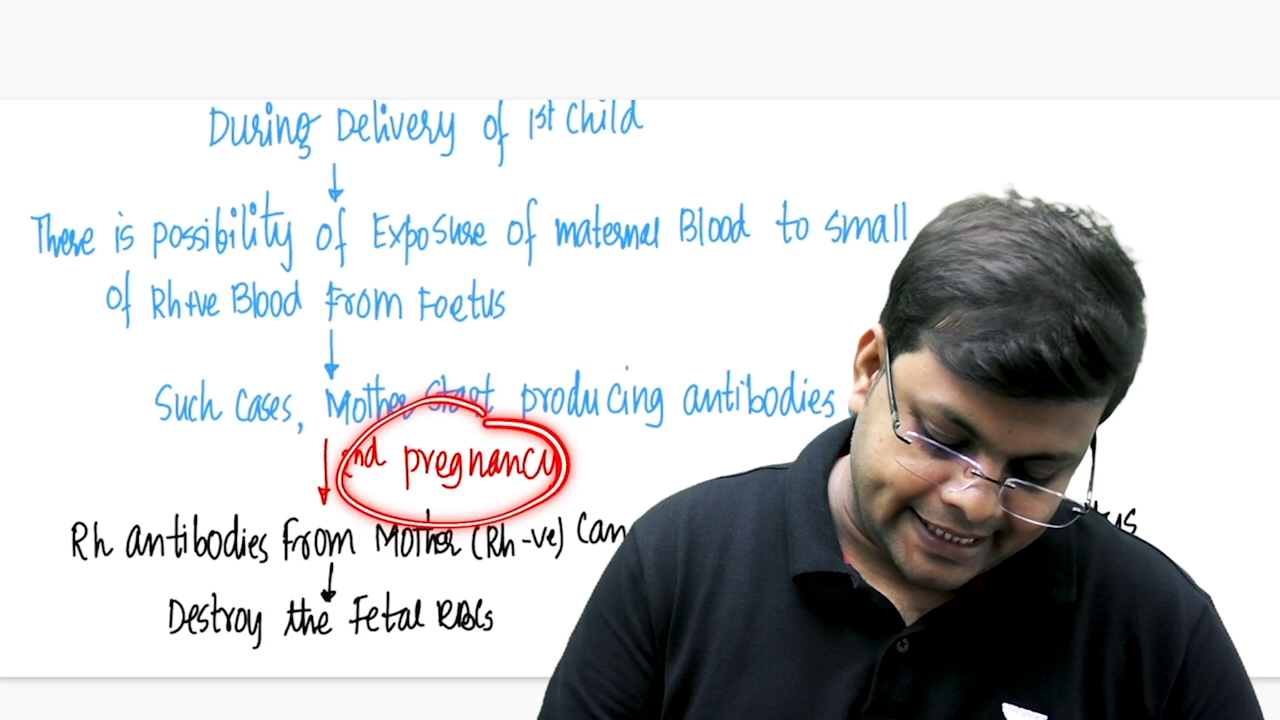 During Delivery of 1st Child
There is possibility of Exposure of maternal Blood to small
of Rh+ve Blood From Foetus
Such Cases, Mother start producing antibodies
2nd pregnancy
Rh antibodies from Mother (Rh-ve) Can
Destroy the Fetal RBCs